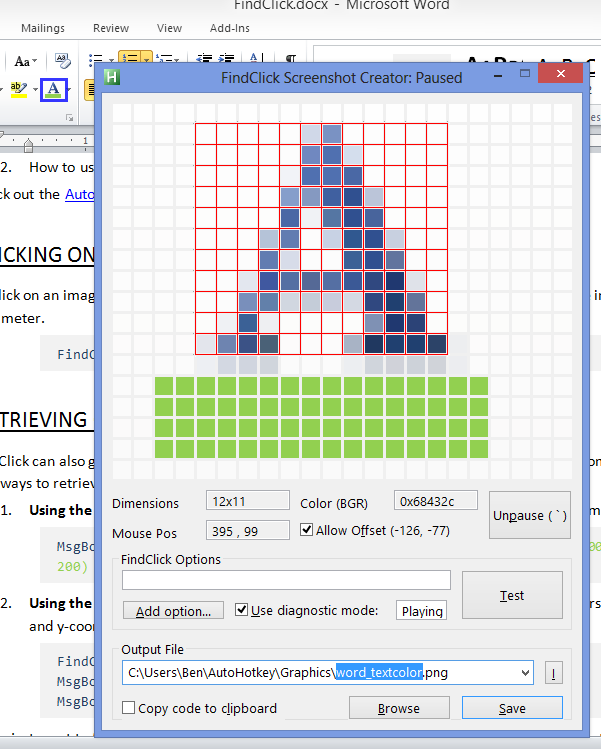 FindClick.docx - Microsoft Word
Mailings Review View Add-Ins
Aa
ab
A
FindClick Screenshot Creator: Paused
1
2. How to us
ck out the Auto
ICKING ON
lick on an imag
meter.
FindC
TRIEVING
Click can also g
ways to retriev
1. Using the
MsgBo
200)
2. Using the
and y-coor
FindC
MsgBo
MsgBo
Dimensions 12x11 Color (BGR) 0x68432c Unpause ( ` )
Mouse Pos 395 , 99 Allow Offset (-126, -77)
FindClick Options
Test
Add option... Use diagnostic mode: Playing
Output File
C:\Users\Ben\AutoHotkey\Graphics\word_textcolor.png I
Copy code to clipboard Browse Save